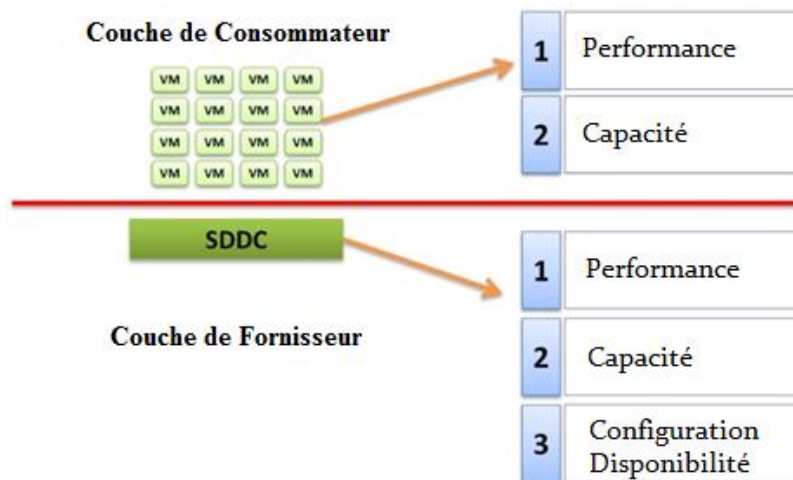 Couche de Consommateur
VM VM VM VM
VM VM VM VM
VM VM VM VM
VM VM VM VM
1 Performance
2 Capacité
SDDC
Couche de Fornisseur
1 Performance
2 Capacité
3 Configuration
Disponibilité